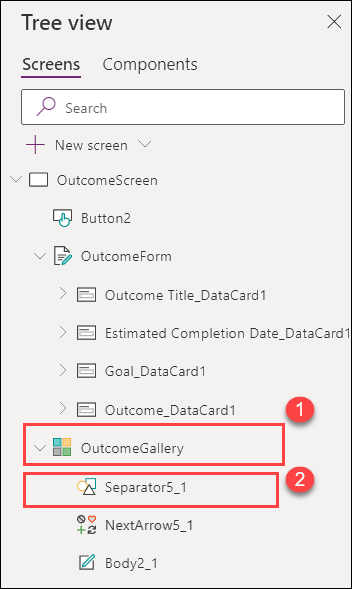 Tree view
Screens Components
Search
New screen
OutcomeScreen
Button2
OutcomeForm
Outcome Title_DataCard1
Estimated Completion Date_DataCard1
Goal_DataCard1
Outcome_DataCard1
1
OutcomeGallery
2
Separator5_1
NextArrow5_1
Body2_1